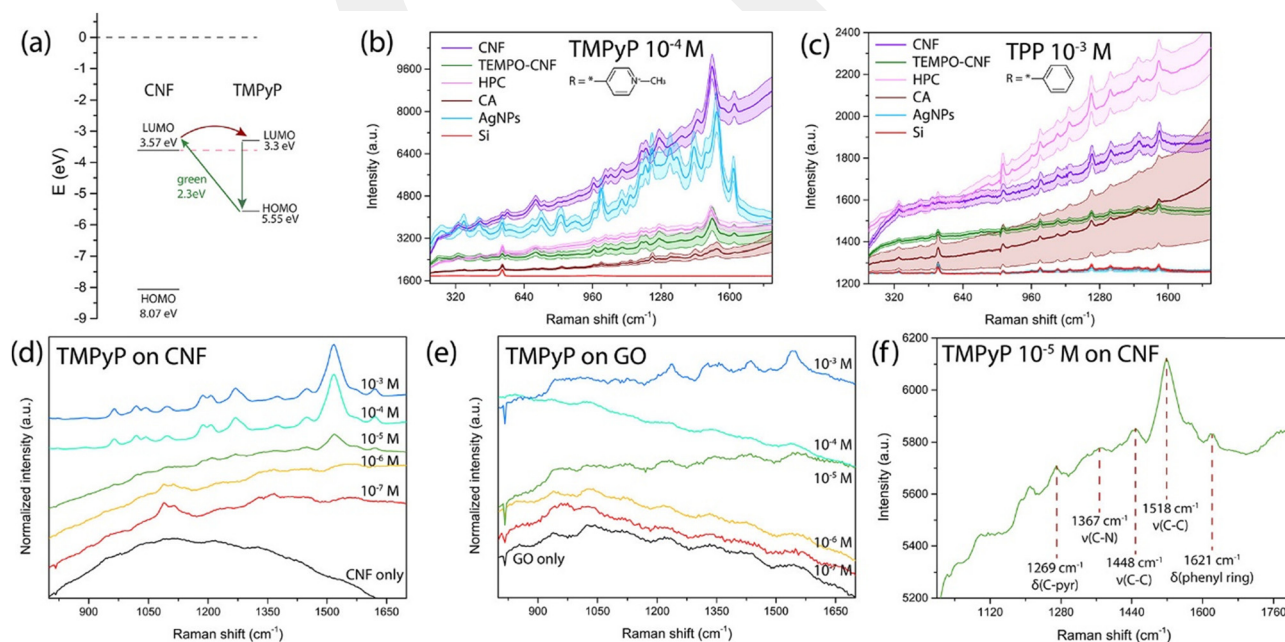 (a)
0
-1
-2
-3
-4
-5
-6
-7
-8
-9
E (eV)
CNF TMPyP
LUMO
3.57 eV
LUMO
3.3 eV
green
2.3eV
HOMO
5.55 eV
HOMO
8.07 eV
(b)
TMPyP 10⁻⁴ M
CNF
TEMPO-CNF
HPC
CA
AgNPs
Si
R = *
N⁺
CH₃
9600
8000
6400
4800
3200
1600
Intensity (a.u.)
320 640 960 1280 1600
Raman shift (cm⁻¹)
(c)
TPP 10⁻³ M
CNF
TEMPO-CNF
HPC
CA
AgNPs
Si
R = *
2400
2200
2000
1800
1600
1400
1200
Intensity (a.u.)
320 640 960 1280 1600
Raman shift (cm⁻¹)
(d)
TMPyP on CNF
10⁻³ M
10⁻⁴ M
10⁻⁵ M
10⁻⁶ M
10⁻⁷ M
CNF only
Normalized intensity (a.u.)
900 1050 1200 1350 1500 1650
Raman shift (cm⁻¹)
(e)
TMPyP on GO
10⁻³ M
10⁻⁴ M
10⁻⁵ M
10⁻⁶ M
10⁻⁷ M
GO only
Normalized intensity (a.u.)
900 1050 1200 1350 1500 1650
Raman shift (cm⁻¹)
(f)
TMPyP 10⁻⁵ M on CNF
6200
6000
5800
5600
5400
5200
Intensity (a.u.)
1269 cm⁻¹
δ(C-pyr)
1367 cm⁻¹
ν(C-N)
1448 cm⁻¹
ν(C-C)
1518 cm⁻¹
ν(C-C)
1621 cm⁻¹
δ(phenyl ring)
1120 1280 1440 1600 1760
Raman shift (cm⁻¹)